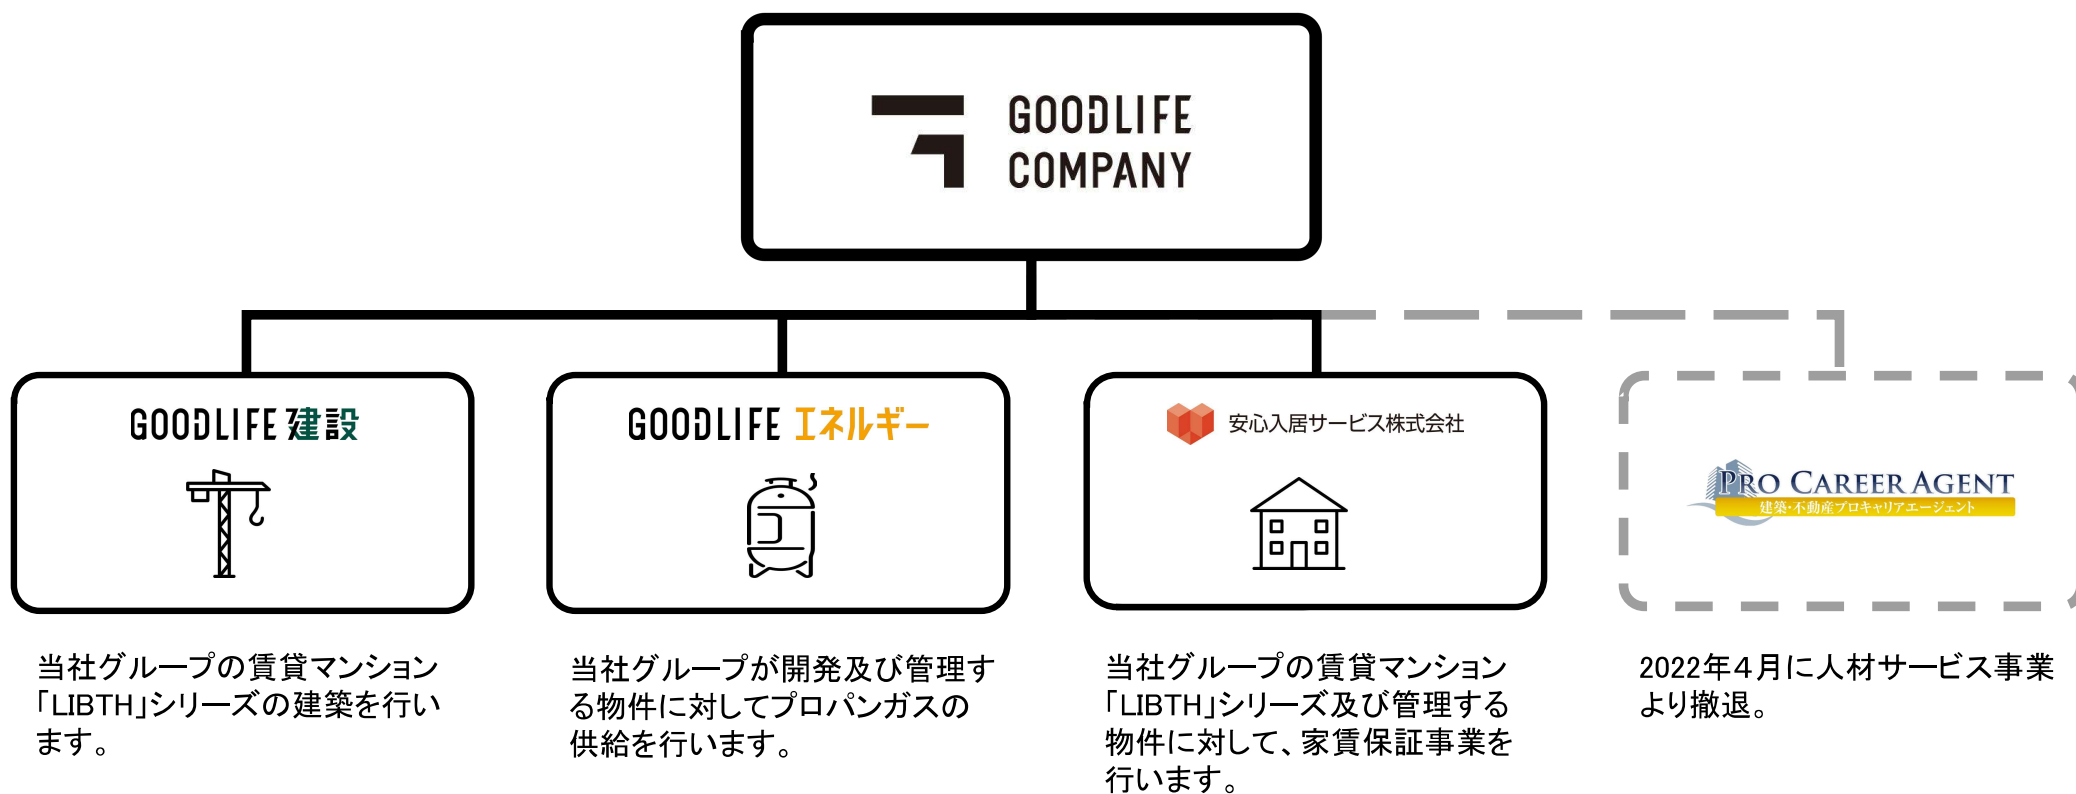 GOODLIFE
COMPANY
GOODLIFE 建設
当社グループの賃貸マンション
「LIBTH」シリーズの建築を行い
ます。
GOODLIFE エネルギー
当社グループが開発及び管理す
る物件に対してプロパンガスの
供給を行います。
安心入居サービス株式会社
当社グループの賃貸マンション
「LIBTH」シリーズ及び管理する
物件に対して、家賃保証事業を
行います。
PRO CAREER AGENT
建築・不動産プロキャリアエージェント
2022年4月に人材サービス事業
より撤退。